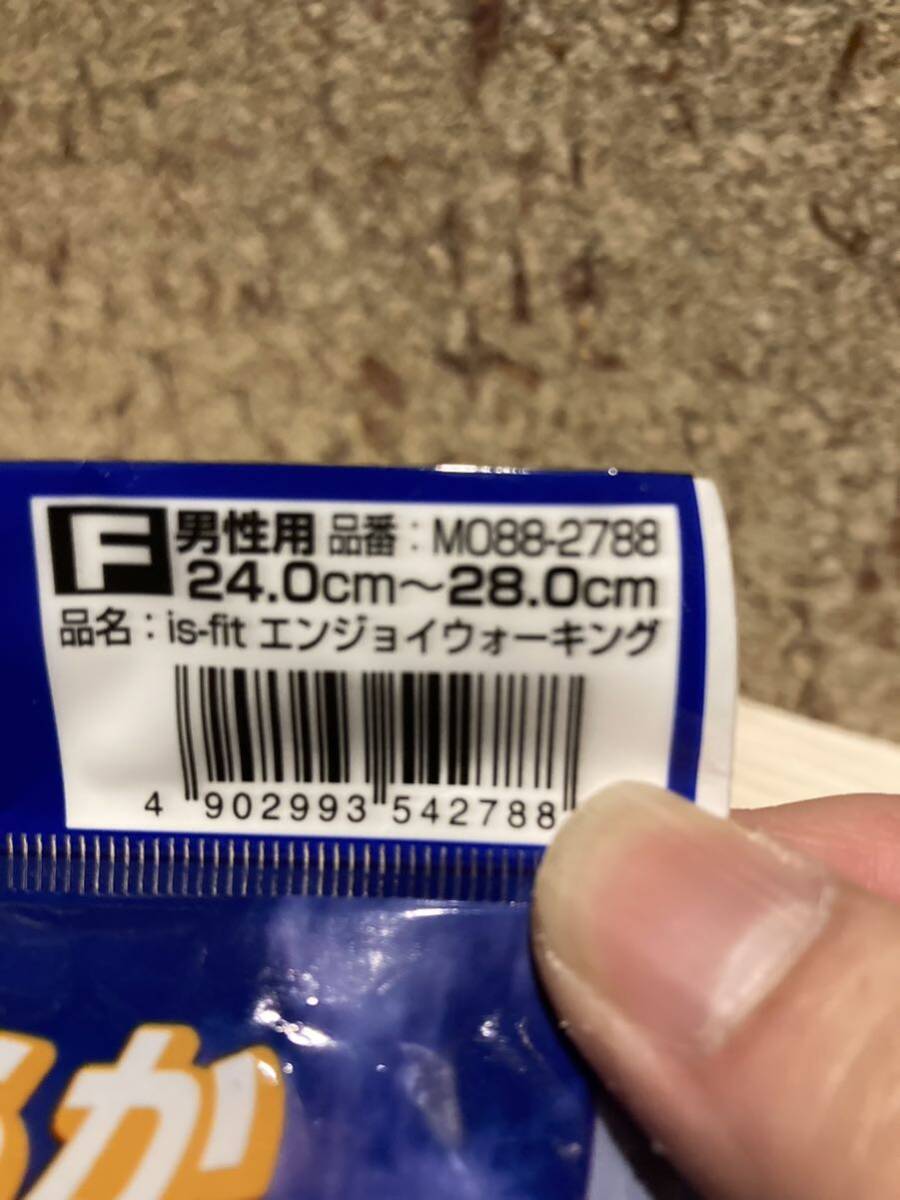 F 男性用 品番：M088-2788
24.0cm～28.0cm
品名：is-fit エンジョイウォーキング
4 902993 542788
か